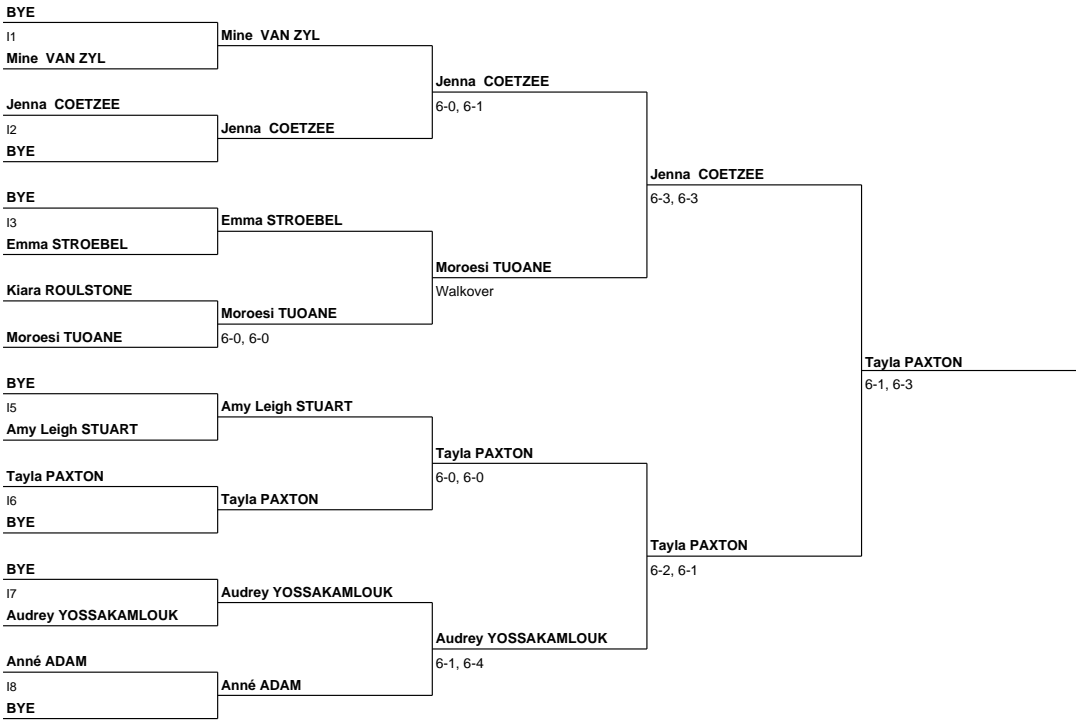 BYE
I1
Mine VAN ZYL
Jenna COETZEE
I2
BYE
BYE
I3
Emma STROEBEL
Kiara ROULSTONE
Moroesi TUOANE
BYE
I5
Amy Leigh STUART
Tayla PAXTON
I6
BYE
BYE
I7
Audrey YOSSAKAMLOUK
Anné ADAM
I8
BYE
Mine VAN ZYL
Jenna COETZEE
Emma STROEBEL
Moroesi TUOANE
6-0, 6-0
Amy Leigh STUART
Tayla PAXTON
Audrey YOSSAKAMLOUK
Anné ADAM
Jenna COETZEE
6-0, 6-1
Moroesi TUOANE
Walkover
Tayla PAXTON
6-0, 6-0
Audrey YOSSAKAMLOUK
6-1, 6-4
Jenna COETZEE
6-3, 6-3
Tayla PAXTON
6-2, 6-1
Tayla PAXTON
6-1, 6-3